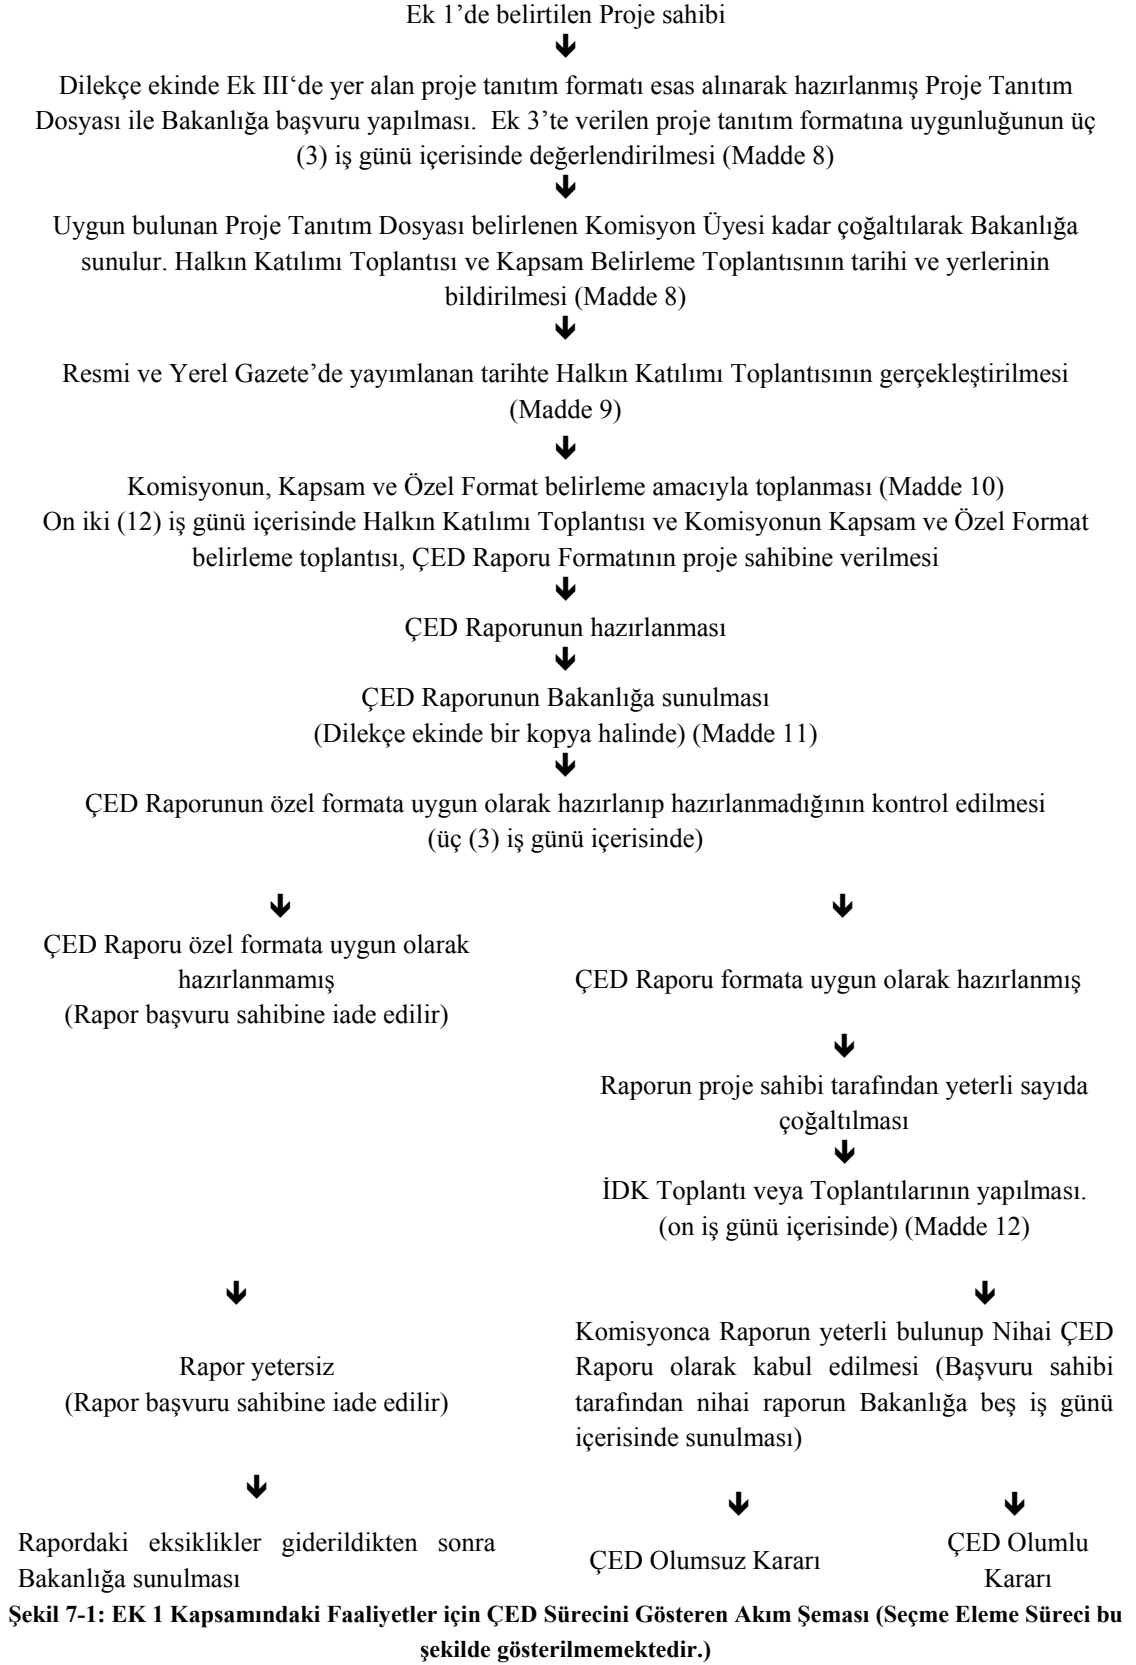 Ek 1’de belirtilen Proje sahibi
🡻
Dilekçe ekinde Ek III‘de yer alan proje tanıtım formatı esas alınarak hazırlanmış Proje Tanıtım
Dosyası ile Bakanlığa başvuru yapılması.  Ek 3’te verilen proje tanıtım formatına uygunluğunun üç
(3) iş günü içerisinde değerlendirilmesi (Madde 8)
🡻
Uygun bulunan Proje Tanıtım Dosyası belirlenen Komisyon Üyesi kadar çoğaltılarak Bakanlığa
sunulur. Halkın Katılımı Toplantısı ve Kapsam Belirleme Toplantısının tarihi ve yerlerinin
bildirilmesi (Madde 8)
🡻
Resmi ve Yerel Gazete’de yayımlanan tarihte Halkın Katılımı Toplantısının gerçekleştirilmesi
(Madde 9)
🡻
Komisyonun, Kapsam ve Özel Format belirleme amacıyla toplanması (Madde 10)
On iki (12) iş günü içerisinde Halkın Katılımı Toplantısı ve Komisyonun Kapsam ve Özel Format
belirleme toplantısı, ÇED Raporu Formatının proje sahibine verilmesi
🡻
ÇED Raporunun hazırlanması
🡻
ÇED Raporunun Bakanlığa sunulması
(Dilekçe ekinde bir kopya halinde) (Madde 11)
🡻
ÇED Raporunun özel formata uygun olarak hazırlanıp hazırlanmadığının kontrol edilmesi
(üç (3) iş günü içerisinde)
🡻
ÇED Raporu özel formata uygun olarak
hazırlanmamış
(Rapor başvuru sahibine iade edilir)
🡻
ÇED Raporu formata uygun olarak hazırlanmış
🡻
Raporun proje sahibi tarafından yeterli sayıda
çoğaltılması
🡻
İDK Toplantı veya Toplantılarının yapılması.
(on iş günü içerisinde) (Madde 12)
🡻
Rapor yetersiz
(Rapor başvuru sahibine iade edilir)
🡻
Komisyonca Raporun yeterli bulunup Nihai ÇED
Raporu olarak kabul edilmesi (Başvuru sahibi
tarafından nihai raporun Bakanlığa beş iş günü
içerisinde sunulması)
🡻
Rapordaki eksiklikler giderildikten sonra
Bakanlığa sunulması
🡻
ÇED Olumsuz Kararı
🡻
ÇED Olumlu
Kararı
Şekil 7-1: EK 1 Kapsamındaki Faaliyetler için ÇED Sürecini Gösteren Akım Şeması (Seçme Eleme Süreci bu
şekilde gösterilmemektedir.)